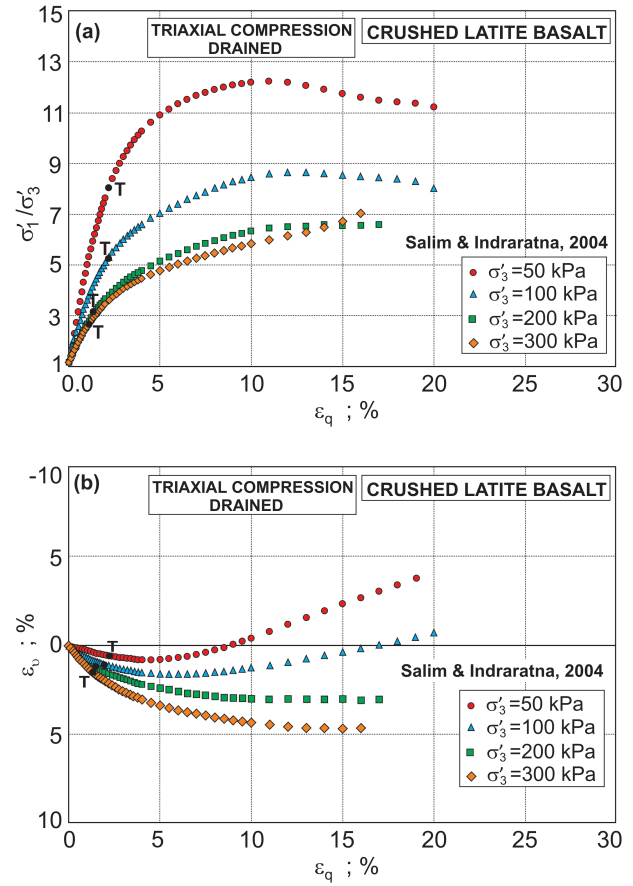 (a)
TRIAXIAL COMPRESSION
DRAINED
CRUSHED LATITE BASALT
15
13
11
9
7
5
3
1
σ′1/σ′3
T
T
T
T
Salim & Indraratna, 2004
σ′3=50 kPa
σ′3=100 kPa
σ′3=200 kPa
σ′3=300 kPa
0.0 5 10 15 20 25 30
εq ; %
(b)
TRIAXIAL COMPRESSION
DRAINED
CRUSHED LATITE BASALT
-10
5
0
5
10
ευ ; %
T
T
Salim & Indraratna, 2004
σ′3=50 kPa
σ′3=100 kPa
σ′3=200 kPa
σ′3=300 kPa
0 5 10 15 20 25 30
εq ; %